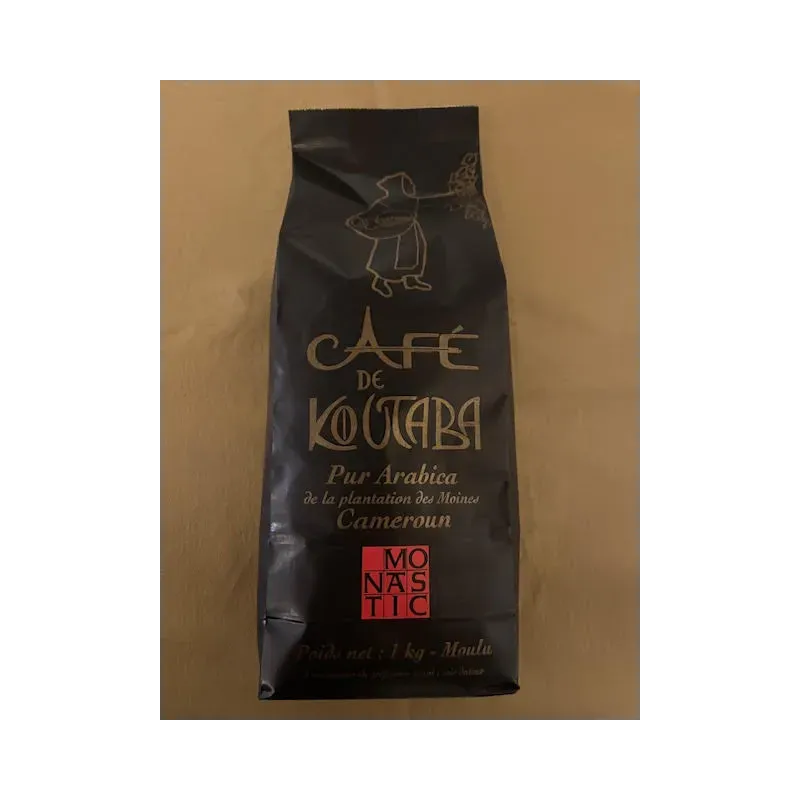 CAFÉ
DE
KOUTABA
Pur Arabica
de la plantation des Moines
Cameroun
MO
NAS
TIC
Poids net : 1 kg - Moulu